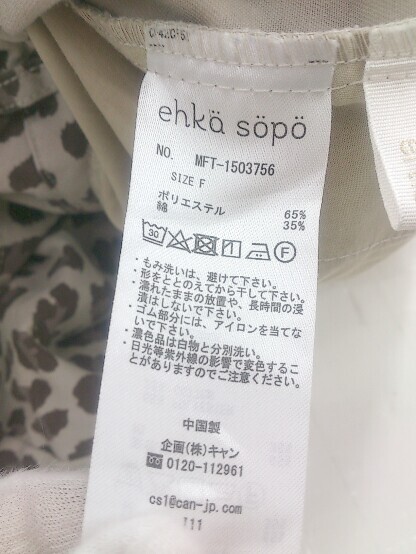 ehkä söpö
NO. MFT-1503756
SIZE F
ポリエステル 65%
綿 35%
30 F
・もみ洗いは、避けて下さい。
・形をととのえてから干して下さい。
・濡れたままの放置や、長時間の浸
漬はしないで下さい。
・ゴム部分には、アイロンを当てな
いで下さい。
・濃色品は白物と分別洗い。
・日光等紫外線の影響で変色するこ
とがありますのでご注意ください。
中国製
企画(株)キャン
0120-112961
cs1@can-jp.com
111